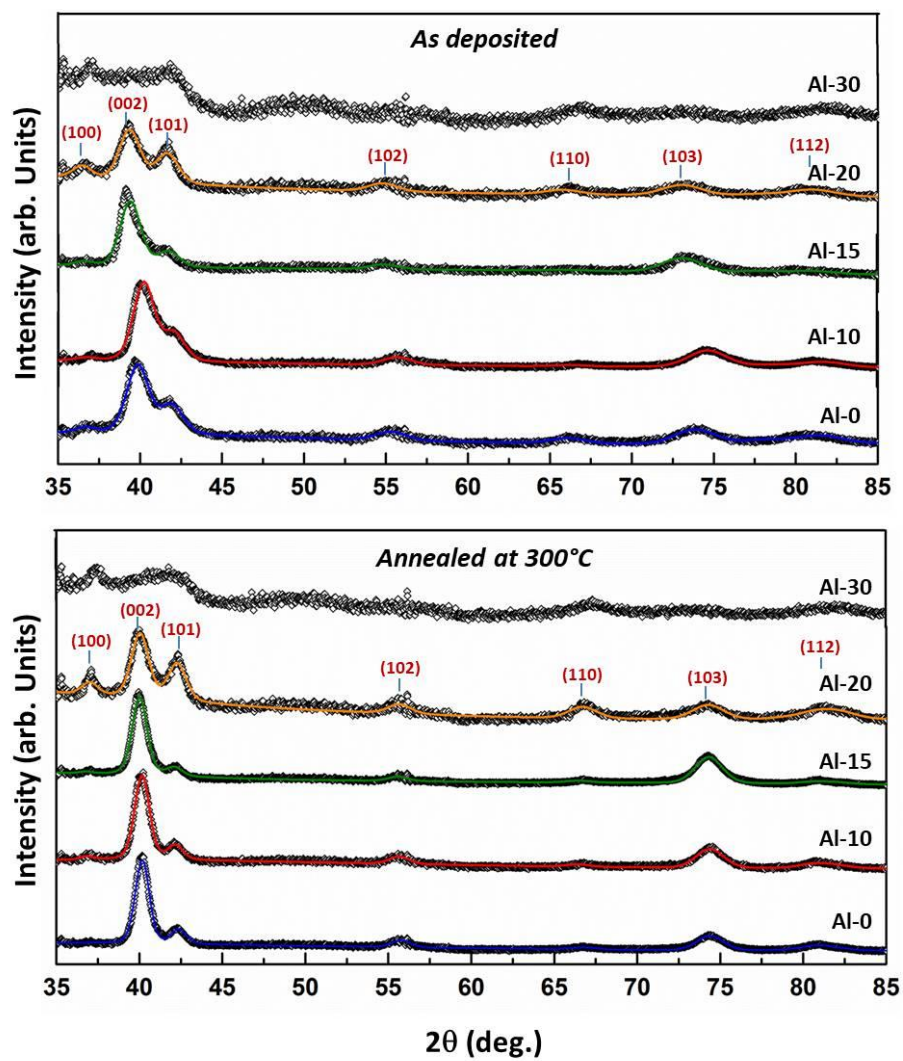 As deposited
Al-30
(002)
(100)
(101)
(102)
(110)
(103)
(112)
Al-20
Al-15
Al-10
Al-0
Intensity (arb. Units)
35 40 45 50 55 60 65 70 75 80 85
Annealed at 300°C
Al-30
(002)
(100)
(101)
(102)
(110)
(103)
(112)
Al-20
Al-15
Al-10
Al-0
Intensity (arb. Units)
35 40 45 50 55 60 65 70 75 80 85
2θ (deg.)